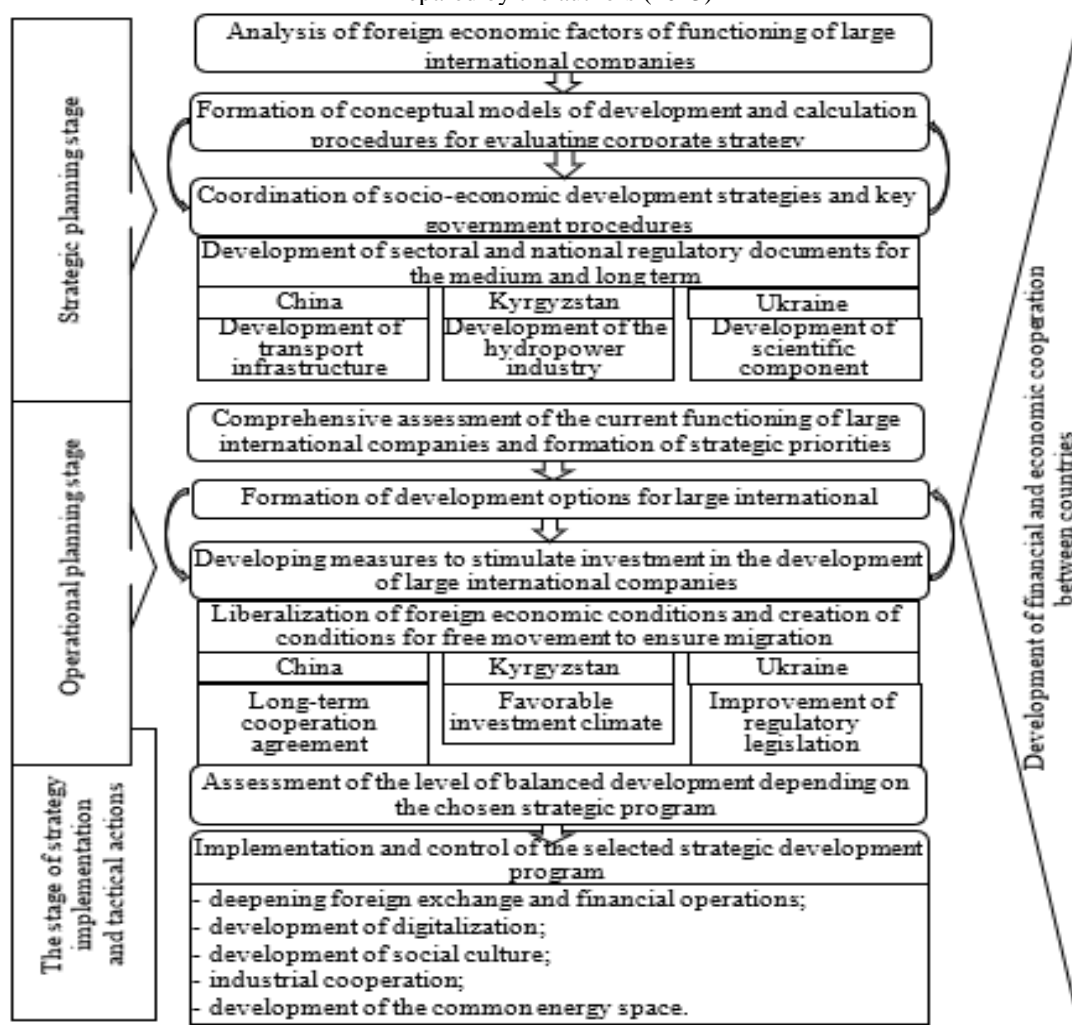 Analysis of foreign economic factors of functioning of large
international companies
Formation of conceptual models of development and calculation
procedures for evaluating corporate strategy
Coordination of socio-economic development strategies and key
government procedures
Development of sectoral and national regulatory documents for
the medium and long term
China
Kyrgyzstan
Ukraine
Development of
transport
infrastructure
Development of the
hydropower
industry
Development of
scientific
component
Strategic planning stage
Comprehensive assessment of the current functioning of large
international companies and formation of strategic priorities
Formation of development options for large international
Developing measures to stimulate investment in the development
of large international companies
Liberalization of foreign economic conditions and creation of
conditions for free movement to ensure migration
China
Kyrgyzstan
Ukraine
Long-term
cooperation
agreement
Favorable
investment climate
Improvement of
regulatory
legislation
Operational planning stage
Assessment of the level of balanced development depending on
the chosen strategic program
Implementation and control of the selected strategic development
program
- deepening foreign exchange and financial operations;
- development of digitalization;
- development of social culture;
- industrial cooperation;
- development of the common energy space.
The stage of strategy
implementation
and tactical actions
Development of financial and economic cooperation
between countries